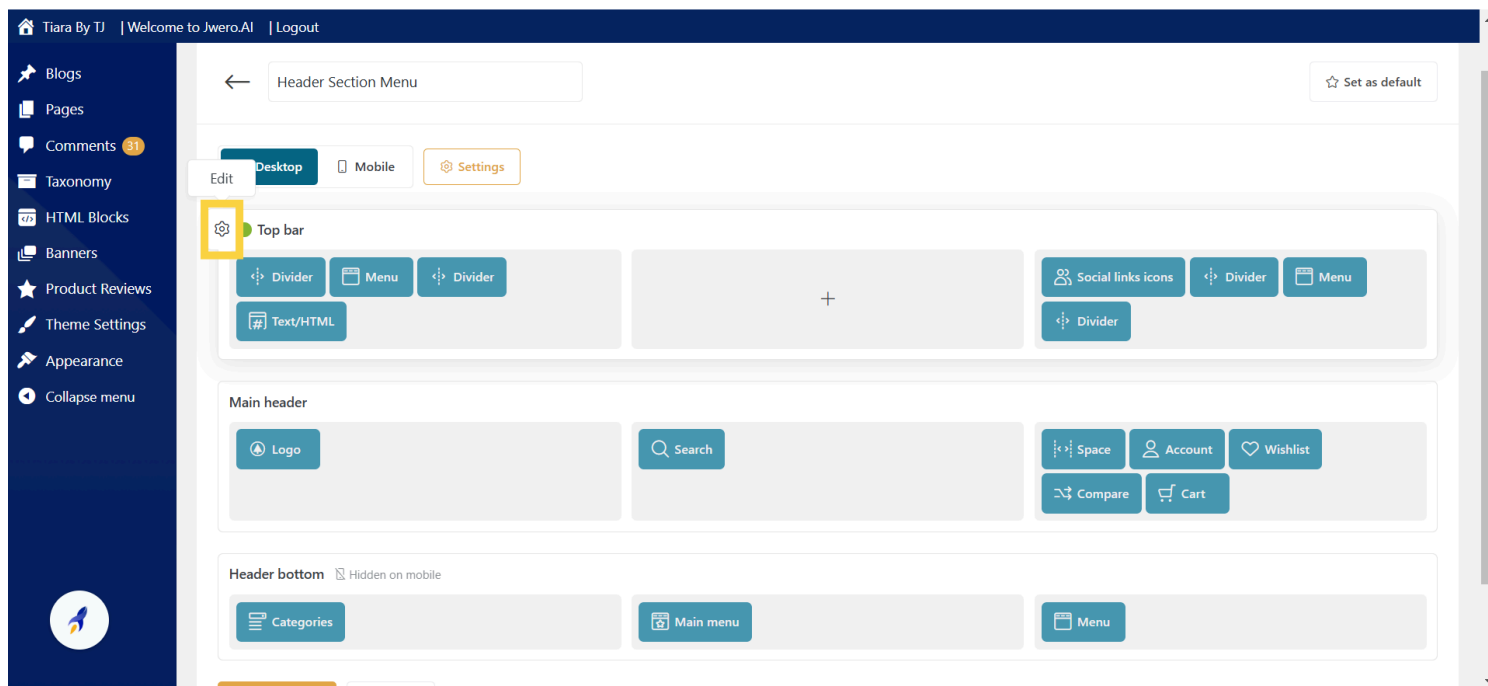 Tiara By TJ | Welcome to Jwero.AI | Logout
Blogs
Pages
Comments 31
Taxonomy
HTML Blocks
Banners
Product Reviews
Theme Settings
Appearance
Collapse menu
Header Section Menu
Set as default
Desktop
Mobile
Settings
Edit
Top bar
Divider
Menu
Divider
Text/HTML
Social links icons
Divider
Menu
Divider
Main header
Logo
Search
Space
Account
Wishlist
Compare
Cart
Header bottom Hidden on mobile
Categories
Main menu
Menu